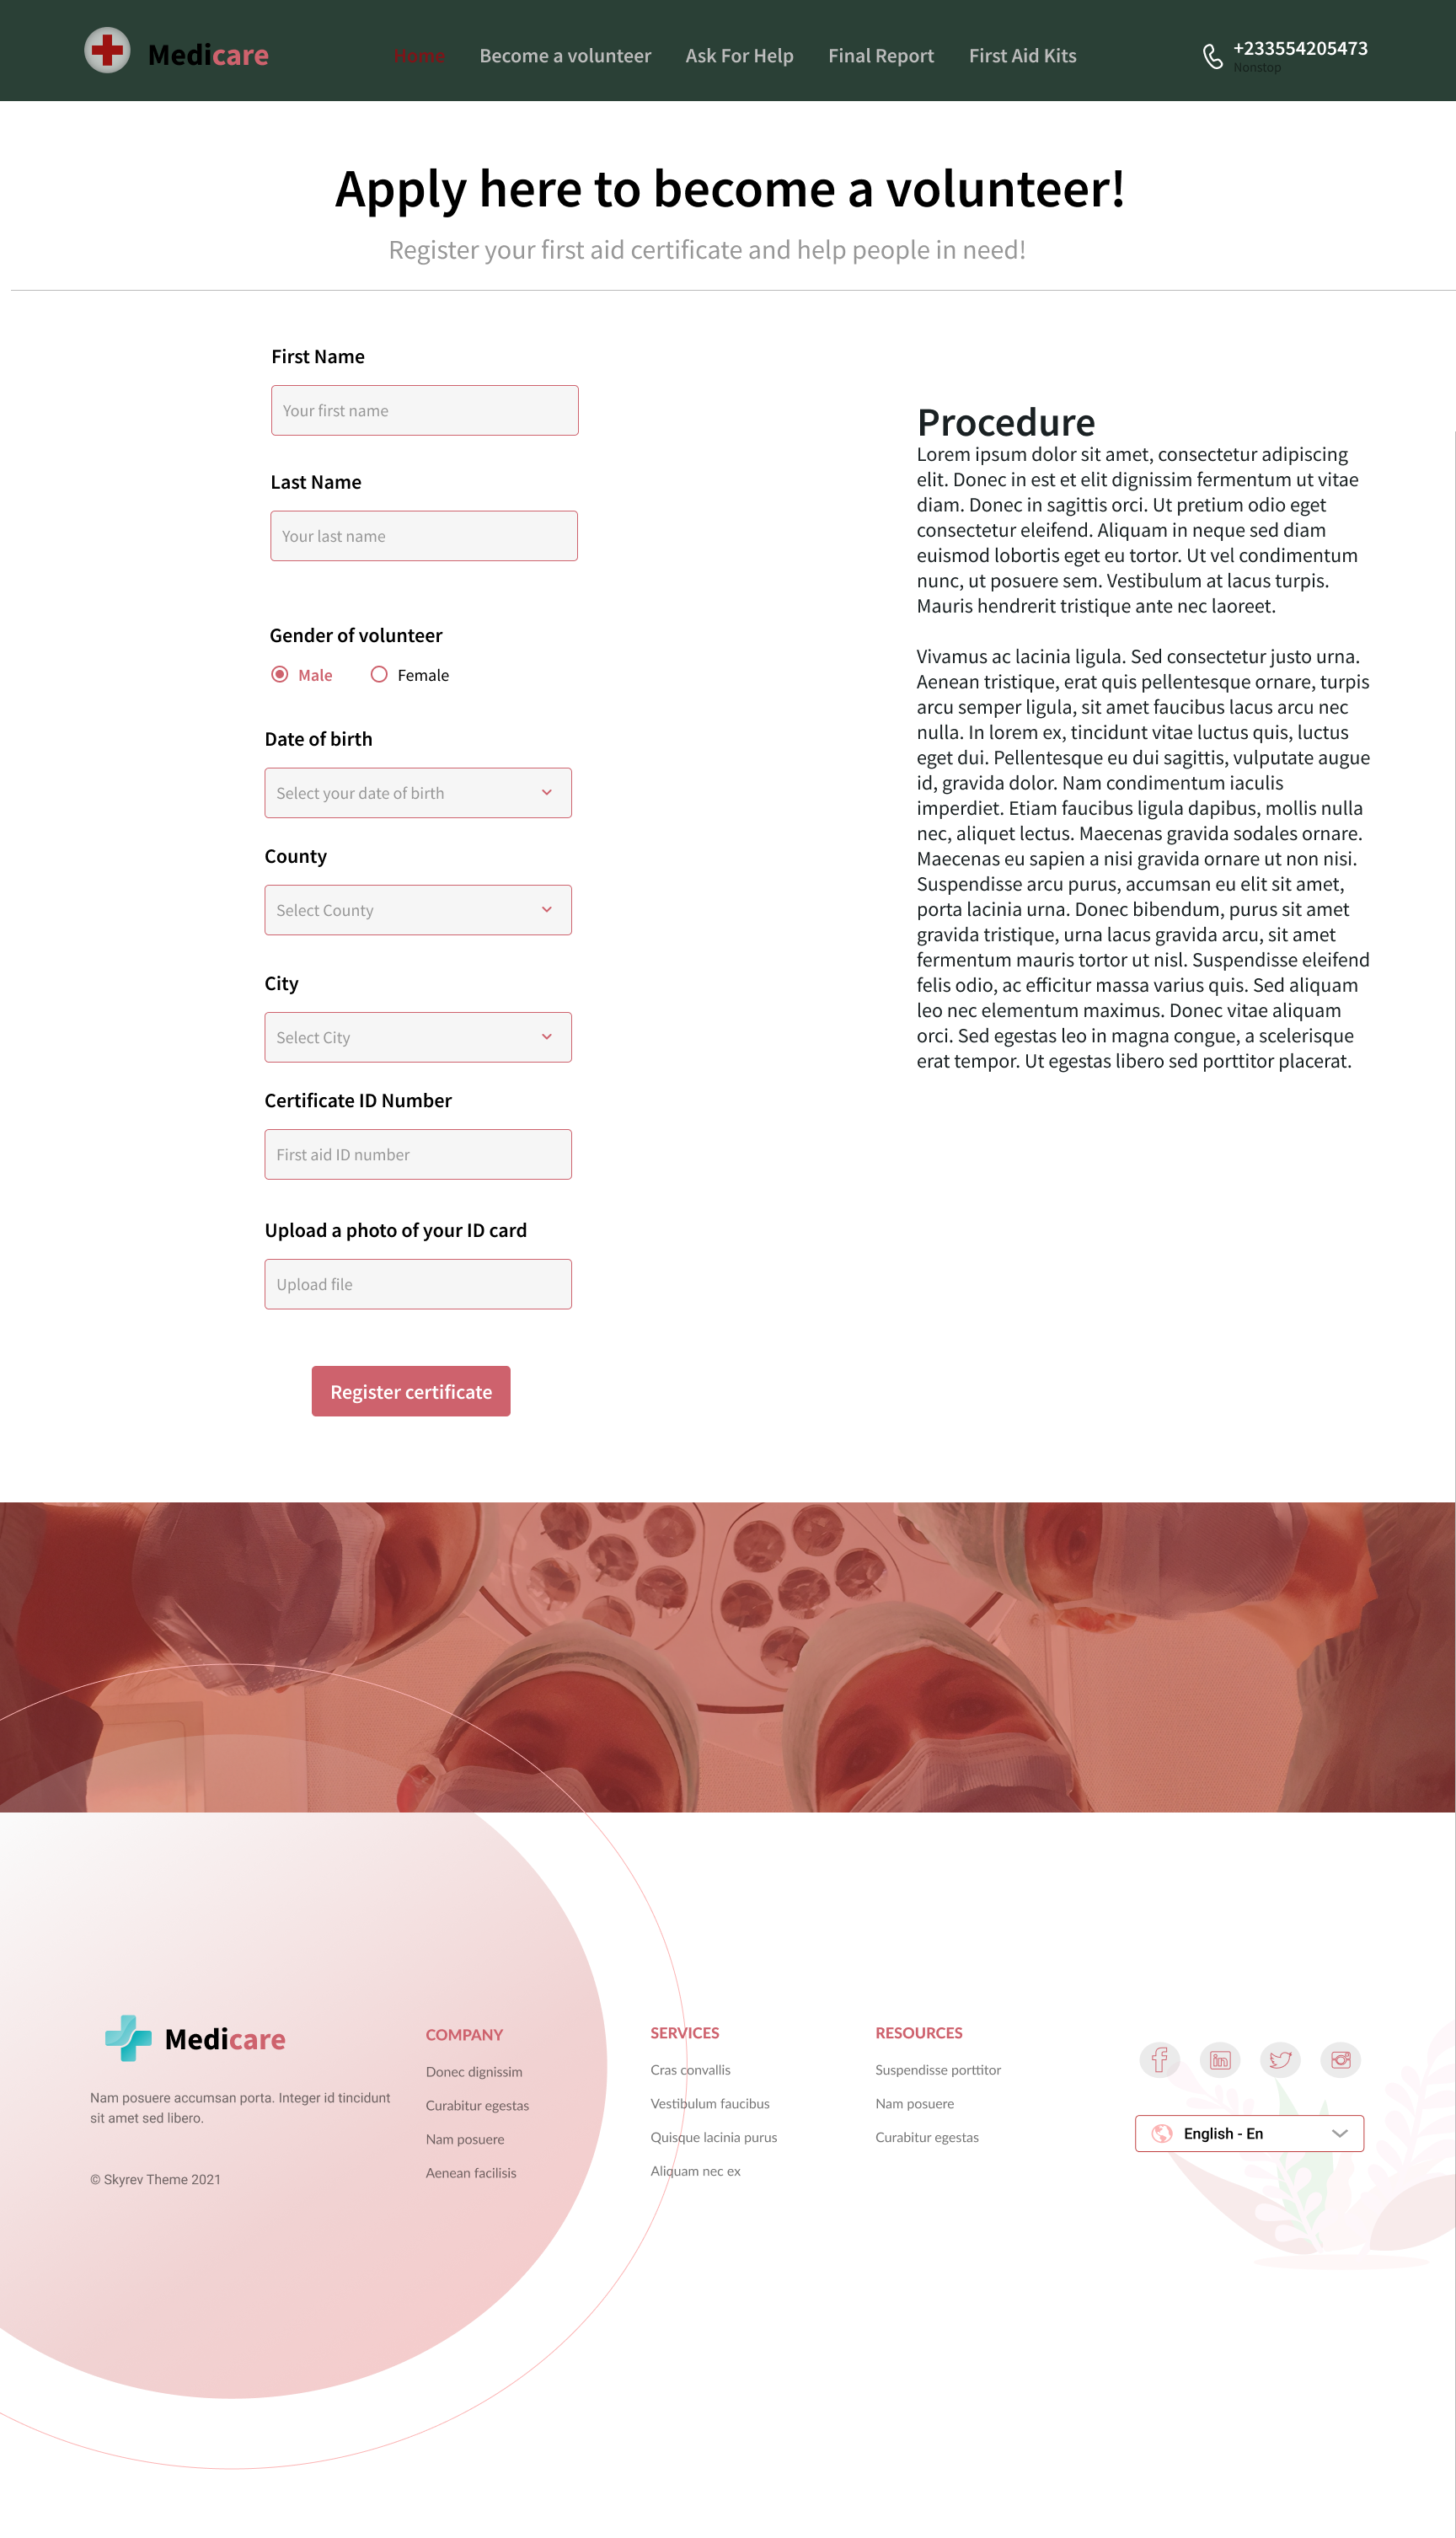 Medicare
Home
Become a volunteer
Ask For Help
Final Report
First Aid Kits
+233554205473
Nonstop
Apply here to become a volunteer!
Register your first aid certificate and help people in need!
First Name
Your first name
Last Name
Your last name
Gender of volunteer
Male
Female
Date of birth
Select your date of birth
County
Select County
City
Select City
Certificate ID Number
First aid ID number
Upload a photo of your ID card
Upload file
Register certificate
Procedure
Lorem ipsum dolor sit amet, consectetur adipiscing
elit. Donec in est et elit dignissim fermentum ut vitae
diam. Donec in sagittis orci. Ut pretium odio eget
consectetur eleifend. Aliquam in neque sed diam
euismod lobortis eget eu tortor. Ut vel condimentum
nunc, ut posuere sem. Vestibulum at lacus turpis.
Mauris hendrerit tristique ante nec laoreet.
Vivamus ac lacinia ligula. Sed consectetur justo urna.
Aenean tristique, erat quis pellentesque ornare, turpis
arcu semper ligula, sit amet faucibus lacus arcu nec
nulla. In lorem ex, tincidunt vitae luctus quis, luctus
eget dui. Pellentesque eu dui sagittis, vulputate augue
id, gravida dolor. Nam condimentum iaculis
imperdiet. Etiam faucibus ligula dapibus, mollis nulla
nec, aliquet lectus. Maecenas gravida sodales ornare.
Maecenas eu sapien a nisi gravida ornare ut non nisi.
Suspendisse arcu purus, accumsan eu elit sit amet,
porta lacinia urna. Donec bibendum, purus sit amet
gravida tristique, urna lacus gravida arcu, sit amet
fermentum mauris tortor ut nisl. Suspendisse eleifend
felis odio, ac efficitur massa varius quis. Sed aliquam
leo nec elementum maximus. Donec vitae aliquam
orci. Sed egestas leo in magna congue, a scelerisque
erat tempor. Ut egestas libero sed porttitor placerat.
Medicare
Nam posuere accumsan porta. Integer id tincidunt
sit amet sed libero.
© Skyrev Theme 2021
COMPANY
Donec dignissim
Curabitur egestas
Nam posuere
Aenean facilisis
SERVICES
Cras convallis
Vestibulum faucibus
Quisque lacinia purus
Aliquam nec ex
RESOURCES
Suspendisse porttitor
Nam posuere
Curabitur egestas
English - En